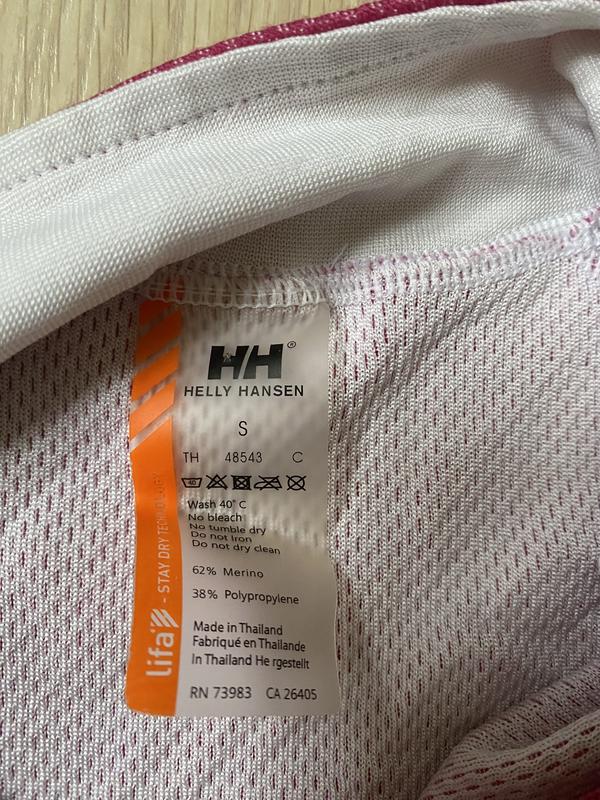 HH®
HELLY HANSEN
S
TH 48543 C
40
Wash 40° C
No bleach
No tumble dry
Do not Iron
Do not dry clean
62% Merino
38% Polypropylene
Made in Thailand
Fabriqué en Thailande
In Thailand He rgestellt
RN 73983 CA 26405
lifa - STAY DRY TECHNOLOGY